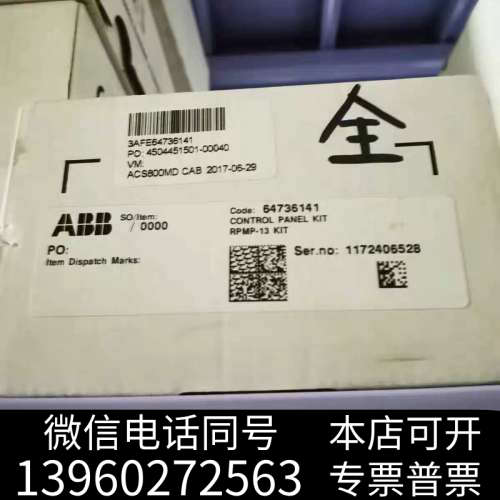 3AFE64736141
PO: 4504451501-00040
VM:
ACS800MD CAB 2017-06-29
全
ABB
SO/Item:
/ 0000
Code: 64736141
CONTROL PANEL KIT
RPMP-13 KIT
PO:
Item Dispatch Marks:
Ser.no: 1172406528
微信电话同号 本店可开
13960272563 专票普票